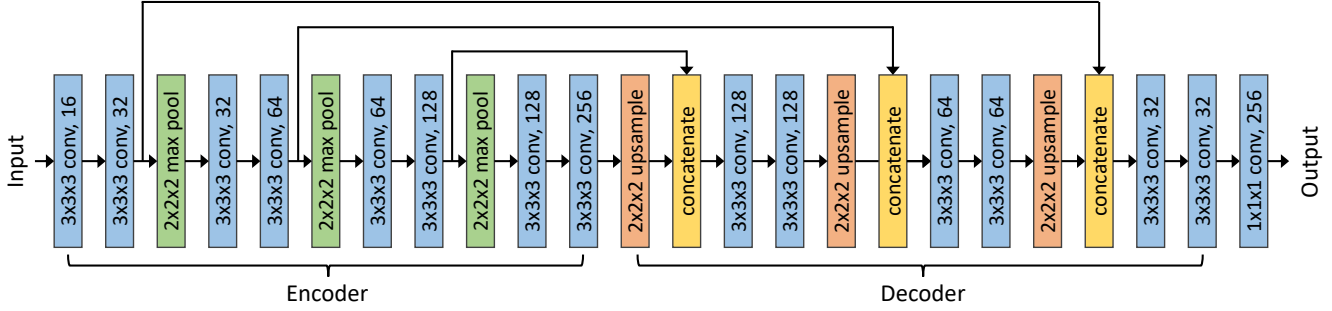 Input
3x3x3 conv, 16
3x3x3 conv, 32
2x2x2 max pool
3x3x3 conv, 32
3x3x3 conv, 64
2x2x2 max pool
3x3x3 conv, 64
3x3x3 conv, 128
2x2x2 max pool
3x3x3 conv, 128
3x3x3 conv, 256
2x2x2 upsample
concatenate
3x3x3 conv, 128
3x3x3 conv, 128
2x2x2 upsample
concatenate
3x3x3 conv, 64
3x3x3 conv, 64
2x2x2 upsample
concatenate
3x3x3 conv, 32
3x3x3 conv, 32
1x1x1 conv, 256
Output
Encoder
Decoder